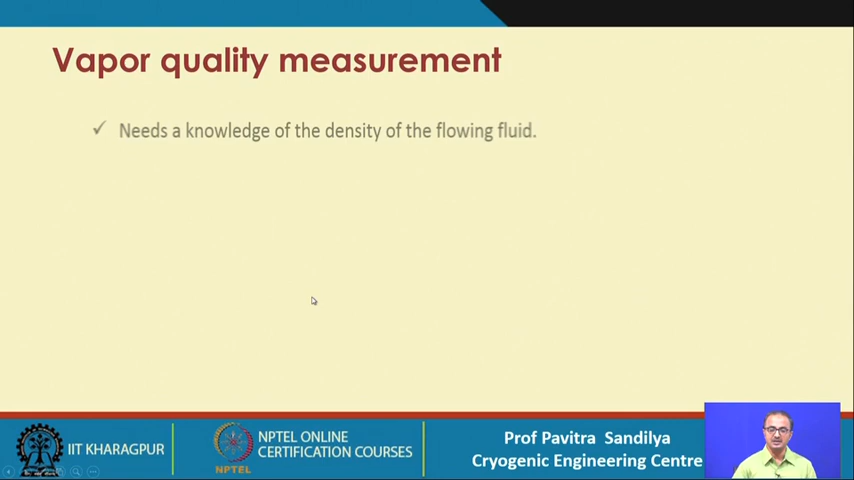 Vapor quality measurement
✓ Needs a knowledge of the density of the flowing fluid.
IIT KHARAGPUR
NPTEL
NPTEL ONLINE
CERTIFICATION COURSES
Prof Pavitra Sandilya
Cryogenic Engineering Centre